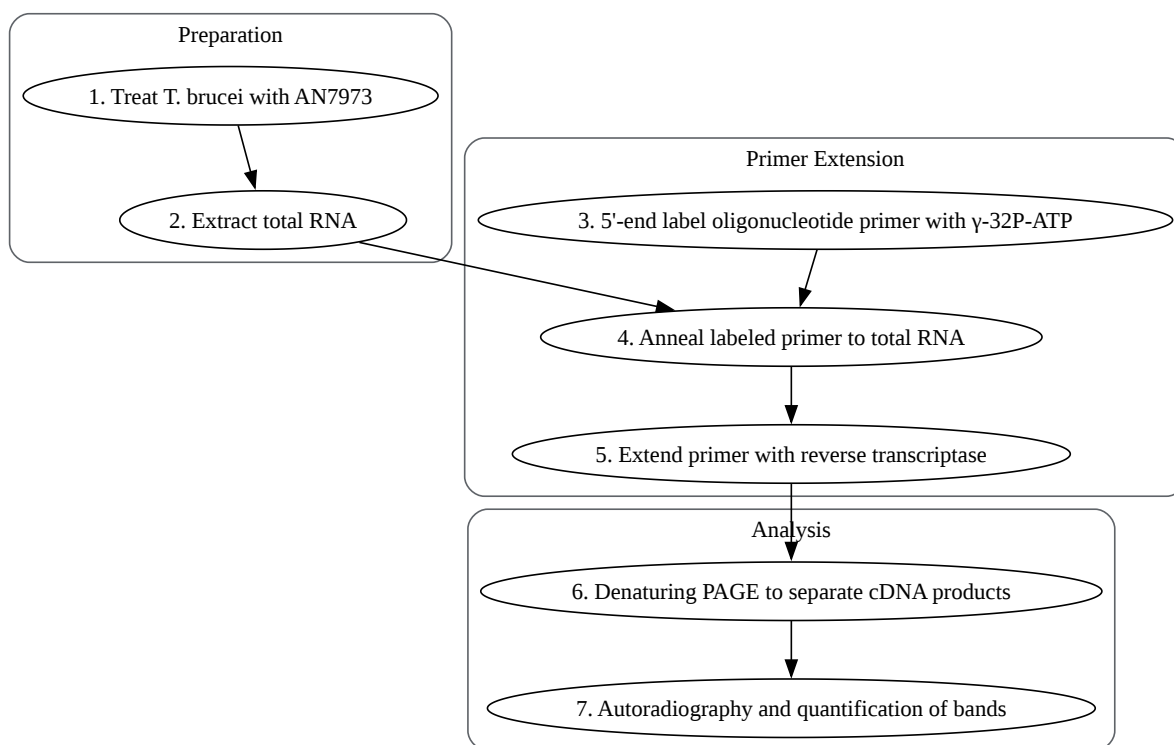 Preparation
1. Treat T. brucei with AN7973
2. Extract total RNA
Primer Extension
3. 5'-end label oligonucleotide primer with γ-32P-ATP
4. Anneal labeled primer to total RNA
5. Extend primer with reverse transcriptase
Analysis
6. Denaturing PAGE to separate cDNA products
7. Autoradiography and quantification of bands